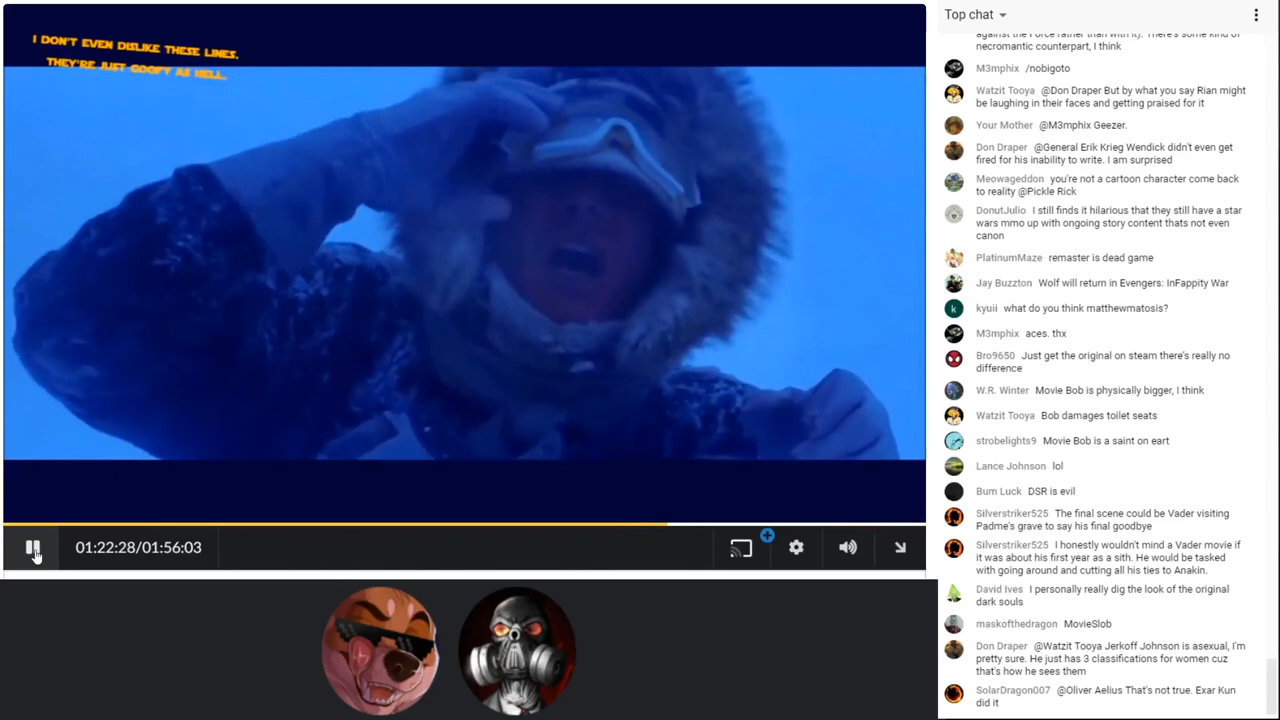 I DON'T EVEN DISLIKE THESE LINES.
THEY'RE JUST GOOFY AS HELL.
01:22:28/01:56:03
Top chat
against the Force rather than with it). There's some kind of
necromantic counterpart, I think
M3mphix /nobigoto
Watzit Tooya @Don Draper But by what you say Rian might
be laughing in their faces and getting praised for it
Your Mother @M3mphix Geezer.
Don Draper @General Erik Krieg Wendick didn't even get
fired for his inability to write. I am surprised
Meowageddon you're not a cartoon character come back
to reality @Pickle Rick
DonutJulio I still finds it hilarious that they still have a star
wars mmo up with ongoing story content thats not even
canon
PlatinumMaze remaster is dead game
Jay Buzzton Wolf will return in Evengers: InFappity War
k
kyuii what do you think matthewmatosis?
M3mphix aces. thx
Bro9650 Just get the original on steam there's really no
difference
W.R. Winter Movie Bob is physically bigger, I think
Watzit Tooya Bob damages toilet seats
strobelights9 Movie Bob is a saint on eart
Lance Johnson lol
Bum Luck DSR is evil
Silverstriker525 The final scene could be Vader visiting
Padme's grave to say his final goodbye
Silverstriker525 I honestly wouldn't mind a Vader movie if
it was about his first year as a sith. He would be tasked
with going around and cutting all his ties to Anakin.
David Ives I personally really dig the look of the original
dark souls
maskofthedragon MovieSlob
Don Draper @Watzit Tooya Jerkoff Johnson is asexual, I'm
pretty sure. He just has 3 classifications for women cuz
that's how he sees them
SolarDragon007 @Oliver Aelius That's not true. Exar Kun
did it